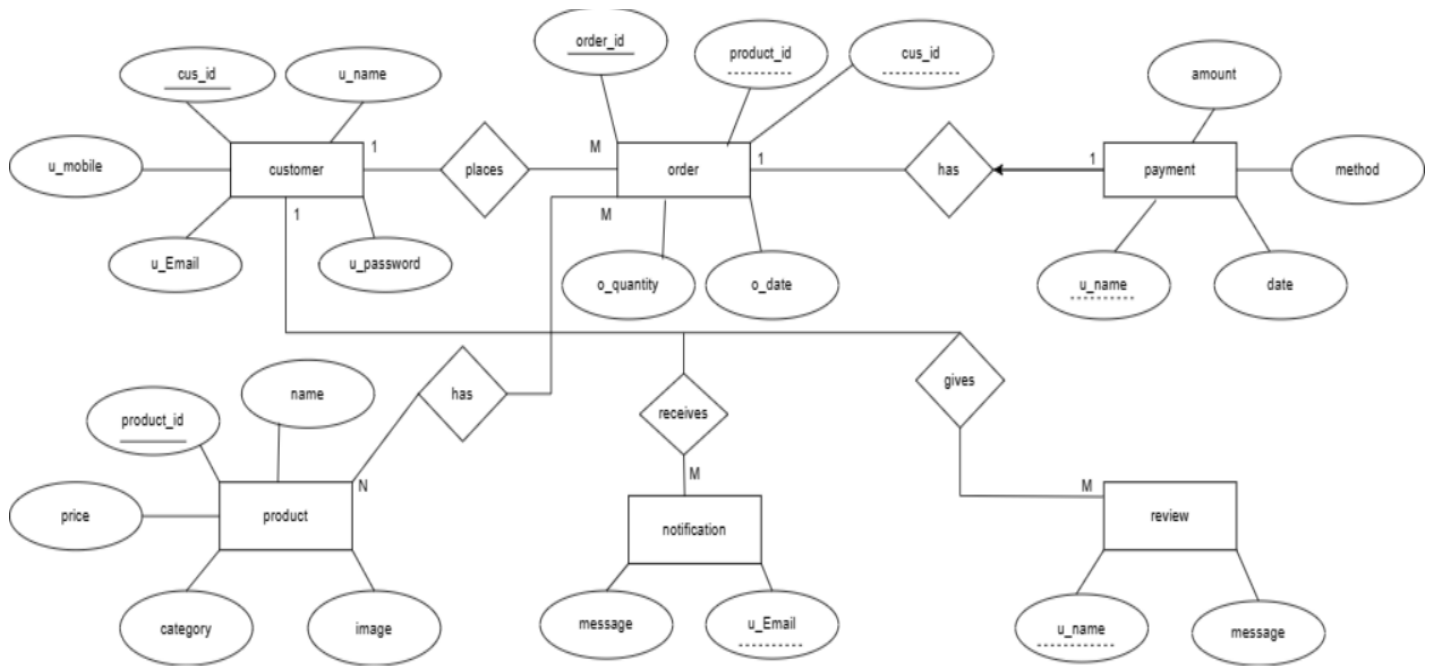 order_id
product_id
cus_id
cus_id
u_name
amount
u_mobile
customer
1
places
M
order
1
has
1
payment
method
1
M
u_Email
u_password
o_quantity
o_date
u_name
date
has
gives
name
receives
product_id
N
M
M
price
product
notification
review
category
image
message
u_Email
u_name
message